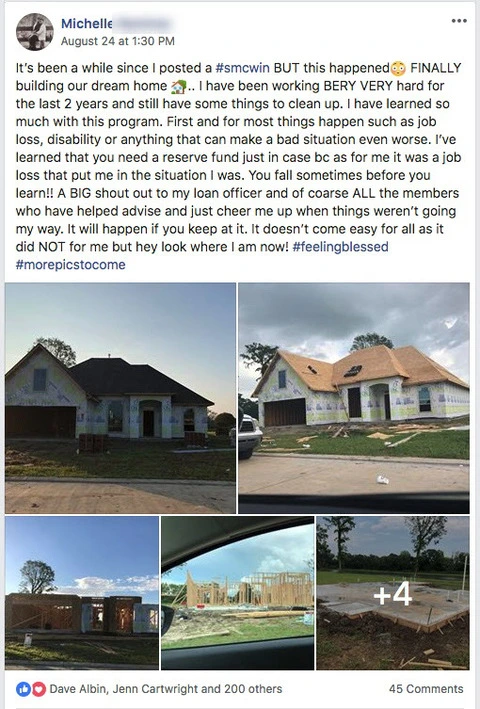 Michelle
August 24 at 1:30 PM
It's been a while since I posted a #smcwin BUT this happened😳 FINALLY
building our dream home 🏡.. I have been working BERY VERY hard for
the last 2 years and still have some things to clean up. I have learned so
much with this program. First and for most things happen such as job
loss, disability or anything that can make a bad situation even worse. I've
learned that you need a reserve fund just in case bc as for me it was a job
loss that put me in the situation I was. You fall sometimes before you
learn!! A BIG shout out to my loan officer and of coarse ALL the members
who have helped advise and just cheer me up when things weren't going
my way. It will happen if you keep at it. It doesn't come easy for all as it
did NOT for me but hey look where I am now! #feelingblessed
#morepicstocome
+4
Dave Albin, Jenn Cartwright and 200 others
45 Comments